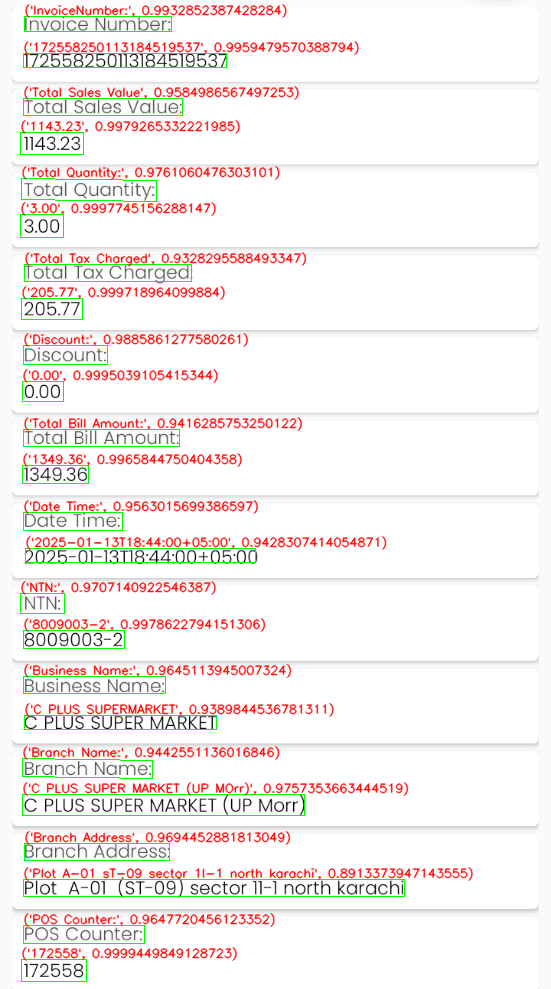 ('InvoiceNumber:', 0.9932852387428284)
Invoice Number:
('172558250113184519537', 0.9959479570388794)
172558250113184519537
('Total Sales Value:', 0.9584986567497253)
Total Sales Value:
('1143.23', 0.9979265332221985)
1143.23
('Total Quantity:', 0.9761060476303101)
Total Quantity:
('3.00', 0.9997745156288147)
3.00
('Total Tax Charged', 0.9328295588493347)
Total Tax Charged:
('205.77', 0.999718964099884)
205.77
('Discount:', 0.9885861277580261)
Discount:
('0.00', 0.9995039105415344)
0.00
('Total Bill Amount:', 0.9416285753250122)
Total Bill Amount:
('1349.36', 0.9965844750404358)
1349.36
('Date Time:', 0.9563015699386597)
Date Time:
('2025-01-13T18:44:00+05:00', 0.9428307414054871)
2025-01-13T18:44:00+05:00
('NTN:', 0.9707140922546387)
NTN:
('8009003-2', 0.9978622794151306)
8009003-2
('Business Name:', 0.9645113945007324)
Business Name:
('C PLUS SUPERMARKET', 0.9389844536781311)
C PLUS SUPER MARKET
('Branch Name:', 0.9442551136016846)
Branch Name:
('C PLUS SUPER MARKET (UP MOrr)', 0.9757353663444519)
C PLUS SUPER MARKET (UP Morr)
('Branch Address', 0.9694452881813049)
Branch Address:
('Plot A-01 sT-09 sector 1l-1 north karachi', 0.8913373947143555)
Plot A-01 (ST-09) sector 11-1 north karachi
('POS Counter:', 0.9647720456123352)
POS Counter:
('172558', 0.9999449849128723)
172558